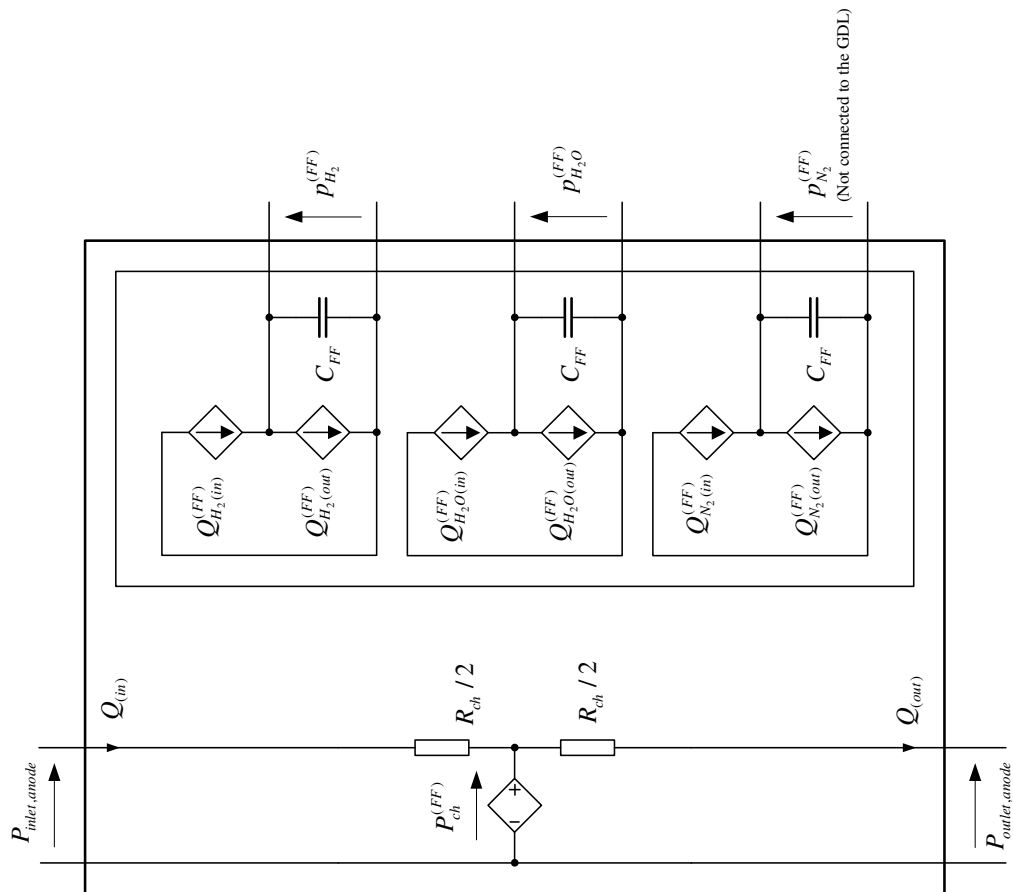 p_{H_2}^{(FF)}
p_{H_2O}^{(FF)}
p_{N_2}^{(FF)}
(Not connected to the GDL)
C_{FF}
C_{FF}
C_{FF}
Q_{H_2(in)}^{(FF)}
Q_{H_2(out)}^{(FF)}
Q_{H_2O(in)}^{(FF)}
Q_{H_2O(out)}^{(FF)}
Q_{N_2(in)}^{(FF)}
Q_{N_2(out)}^{(FF)}
Q_{(in)}
R_{ch} / 2
R_{ch} / 2
Q_{(out)}
P_{inlet,anode}
P_{ch}^{(FF)}
− +
P_{outlet,anode}